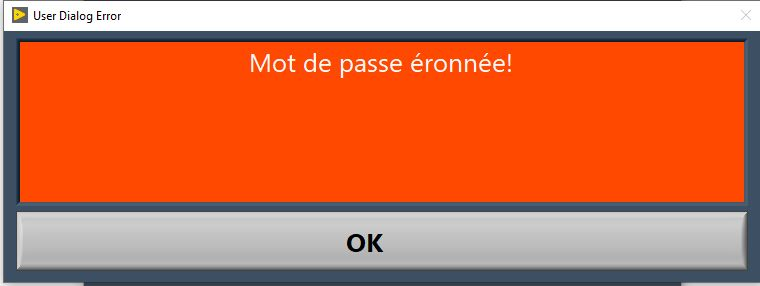 User Dialog Error
Mot de passe éronnée!
OK